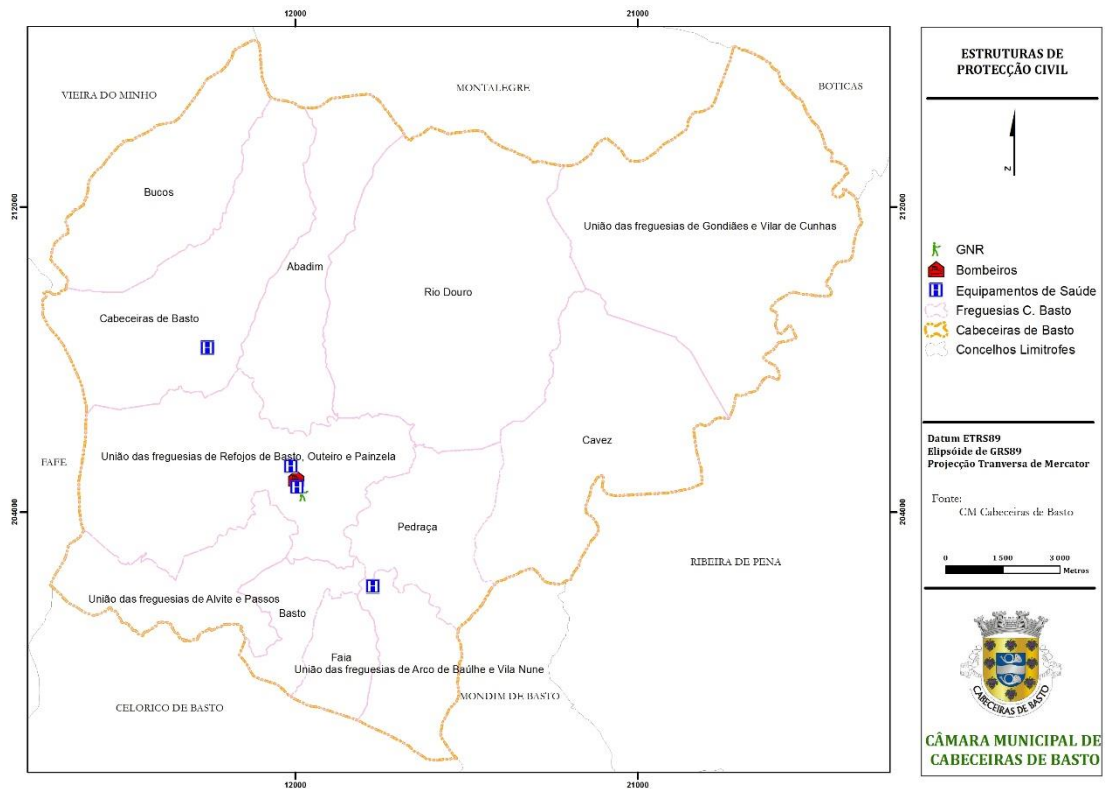 12000
21000
VIEIRA DO MINHO
MONTALEGRE
BOTICAS
Bucos
212000
212000
União das freguesias de Gondiães e Vilar de Cunhas
Abadim
Rio Douro
Cabeceiras de Basto
H
Cavez
FAFE
União das freguesias de Refojos de Basto, Outeiro e Painzela
H
H
204000
204000
Pedraça
RIBEIRA DE PENA
H
União das freguesias de Alvite e Passos
Basto
Faia
União das freguesias de Arco de Baúlhe e Vila Nune
MONDIM DE BASTO
CELORICO DE BASTO
12000
21000
ESTRUTURAS DE
PROTECÇÃO CIVIL
N
GNR
Bombeiros
H Equipamentos de Saúde
Freguesias C. Basto
Cabeceiras de Basto
Concelhos Limitrofes
Datum ETRS89
Elipsóide de GRS89
Projecção Tranversa de Mercator
Fonte:
CM Cabeceiras de Basto
0 1 500 3 000
Metros
CABECEIRAS DE BASTO
CÂMARA MUNICIPAL DE
CABECEIRAS DE BASTO